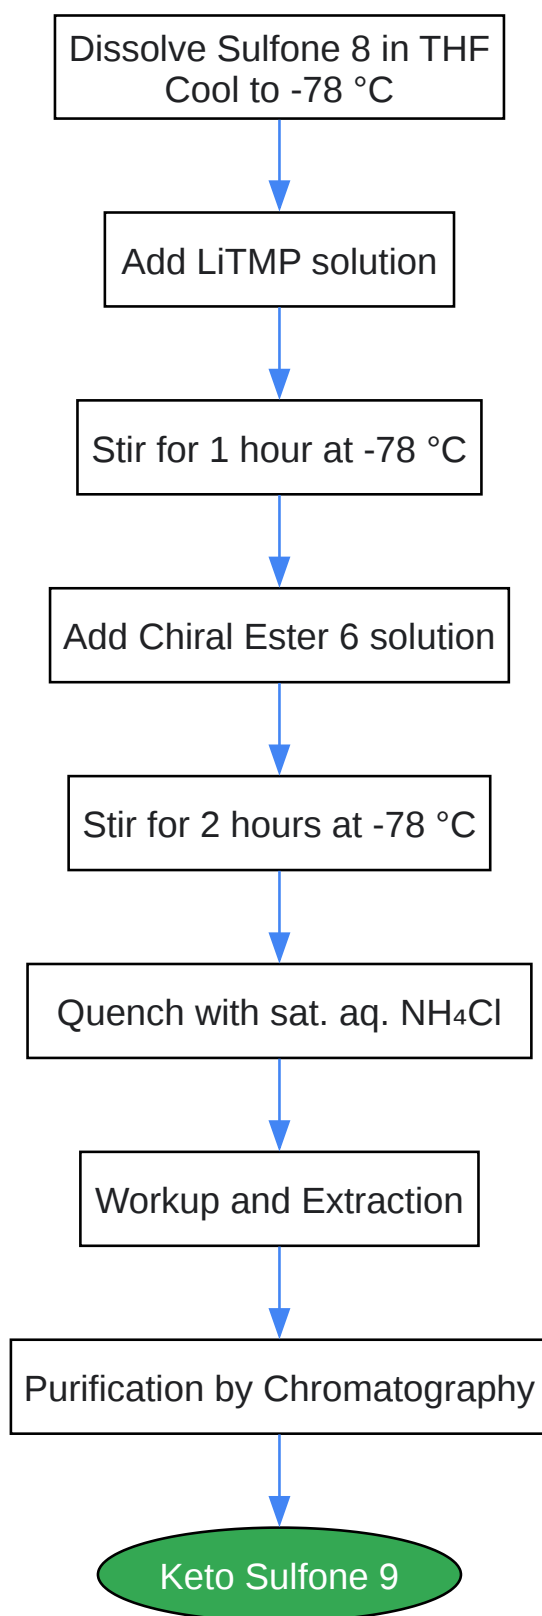 Dissolve Sulfone 8 in THF
Cool to -78 °C
Add LiTMP solution
Stir for 1 hour at -78 °C
Add Chiral Ester 6 solution
Stir for 2 hours at -78 °C
Quench with sat. aq. NH₄Cl
Workup and Extraction
Purification by Chromatography
Keto Sulfone 9